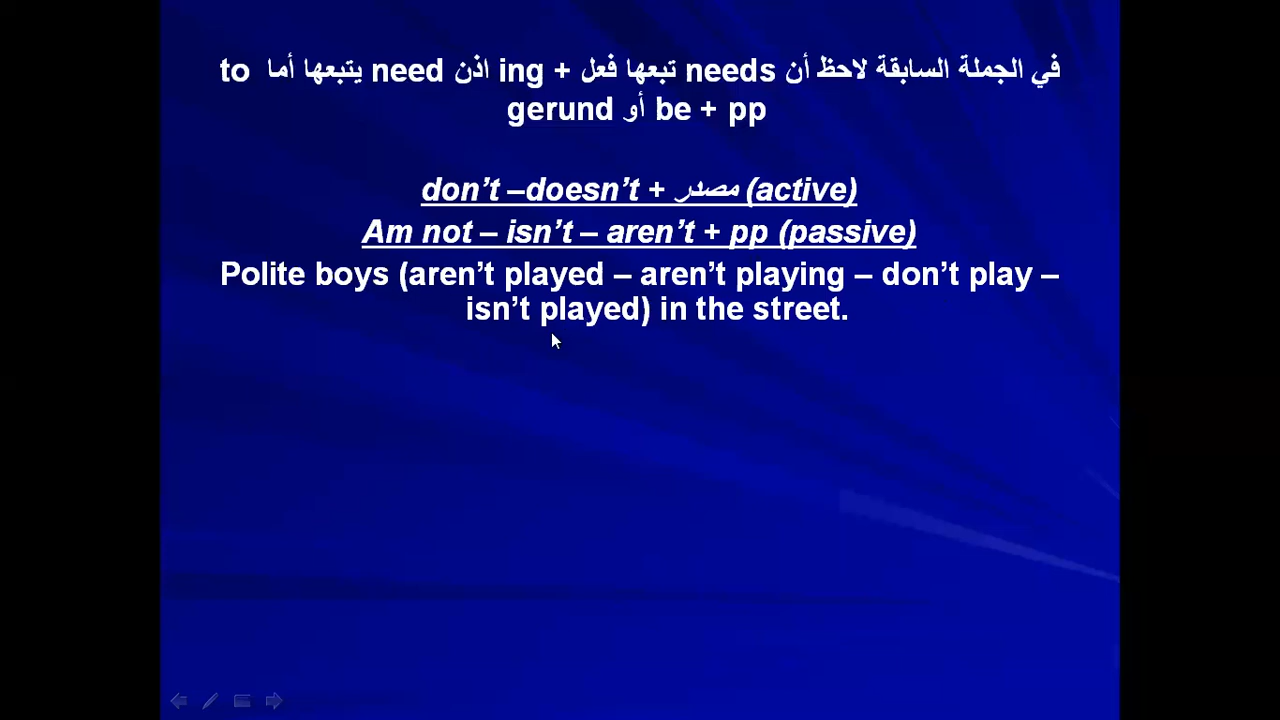 في الجملة السابقة لاحظ أن needs تبعها فعل + ing اذن need يتبعها أما to
be + pp أو gerund
don’t –doesn’t + مصدر (active)
Am not – isn’t – aren’t + pp (passive)
Polite boys (aren’t played – aren’t playing – don’t play –
isn’t played) in the street.